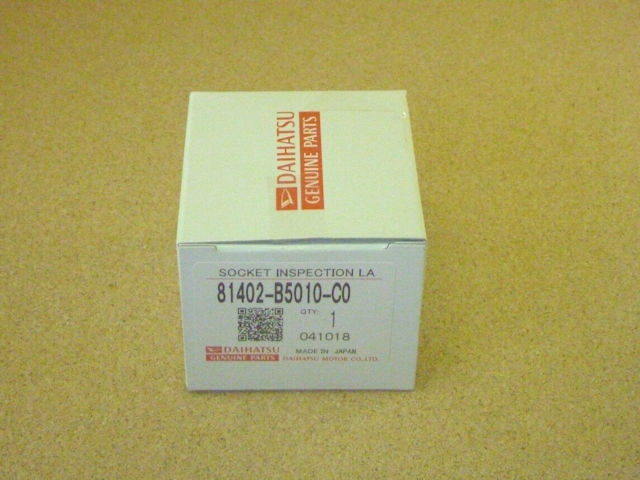 DAIHATSU
GENUINE PARTS
SOCKET INSPECTION LA
81402-B5010-C0
QTY:
1
041018
DAIHATSU MADE IN JAPAN
GENUINE PARTS DAIHATSU MOTOR CO.,LTD.